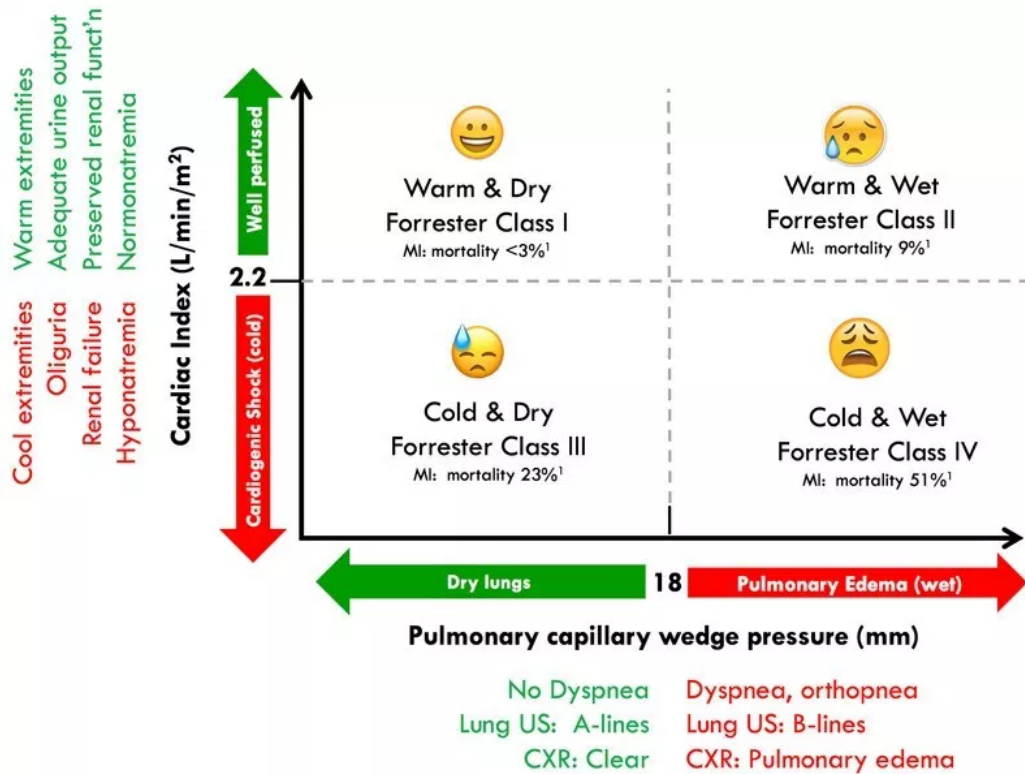 Warm extremities
Adequate urine output
Preserved renal funct'n
Normonatremia
Cool extremities
Oliguria
Renal failure
Hyponatremia
Cardiac Index (L/min/m²)
Well perfused
2.2
Cardiogenic Shock (cold)
Warm & Dry
Forrester Class I
MI: mortality <3%¹
Warm & Wet
Forrester Class II
MI: mortality 9%¹
Cold & Dry
Forrester Class III
MI: mortality 23%¹
Cold & Wet
Forrester Class IV
MI: mortality 51%¹
Dry lungs
18
Pulmonary Edema (wet)
Pulmonary capillary wedge pressure (mm)
No Dyspnea
Lung US: A-lines
CXR: Clear
Dyspnea, orthopnea
Lung US: B-lines
CXR: Pulmonary edema